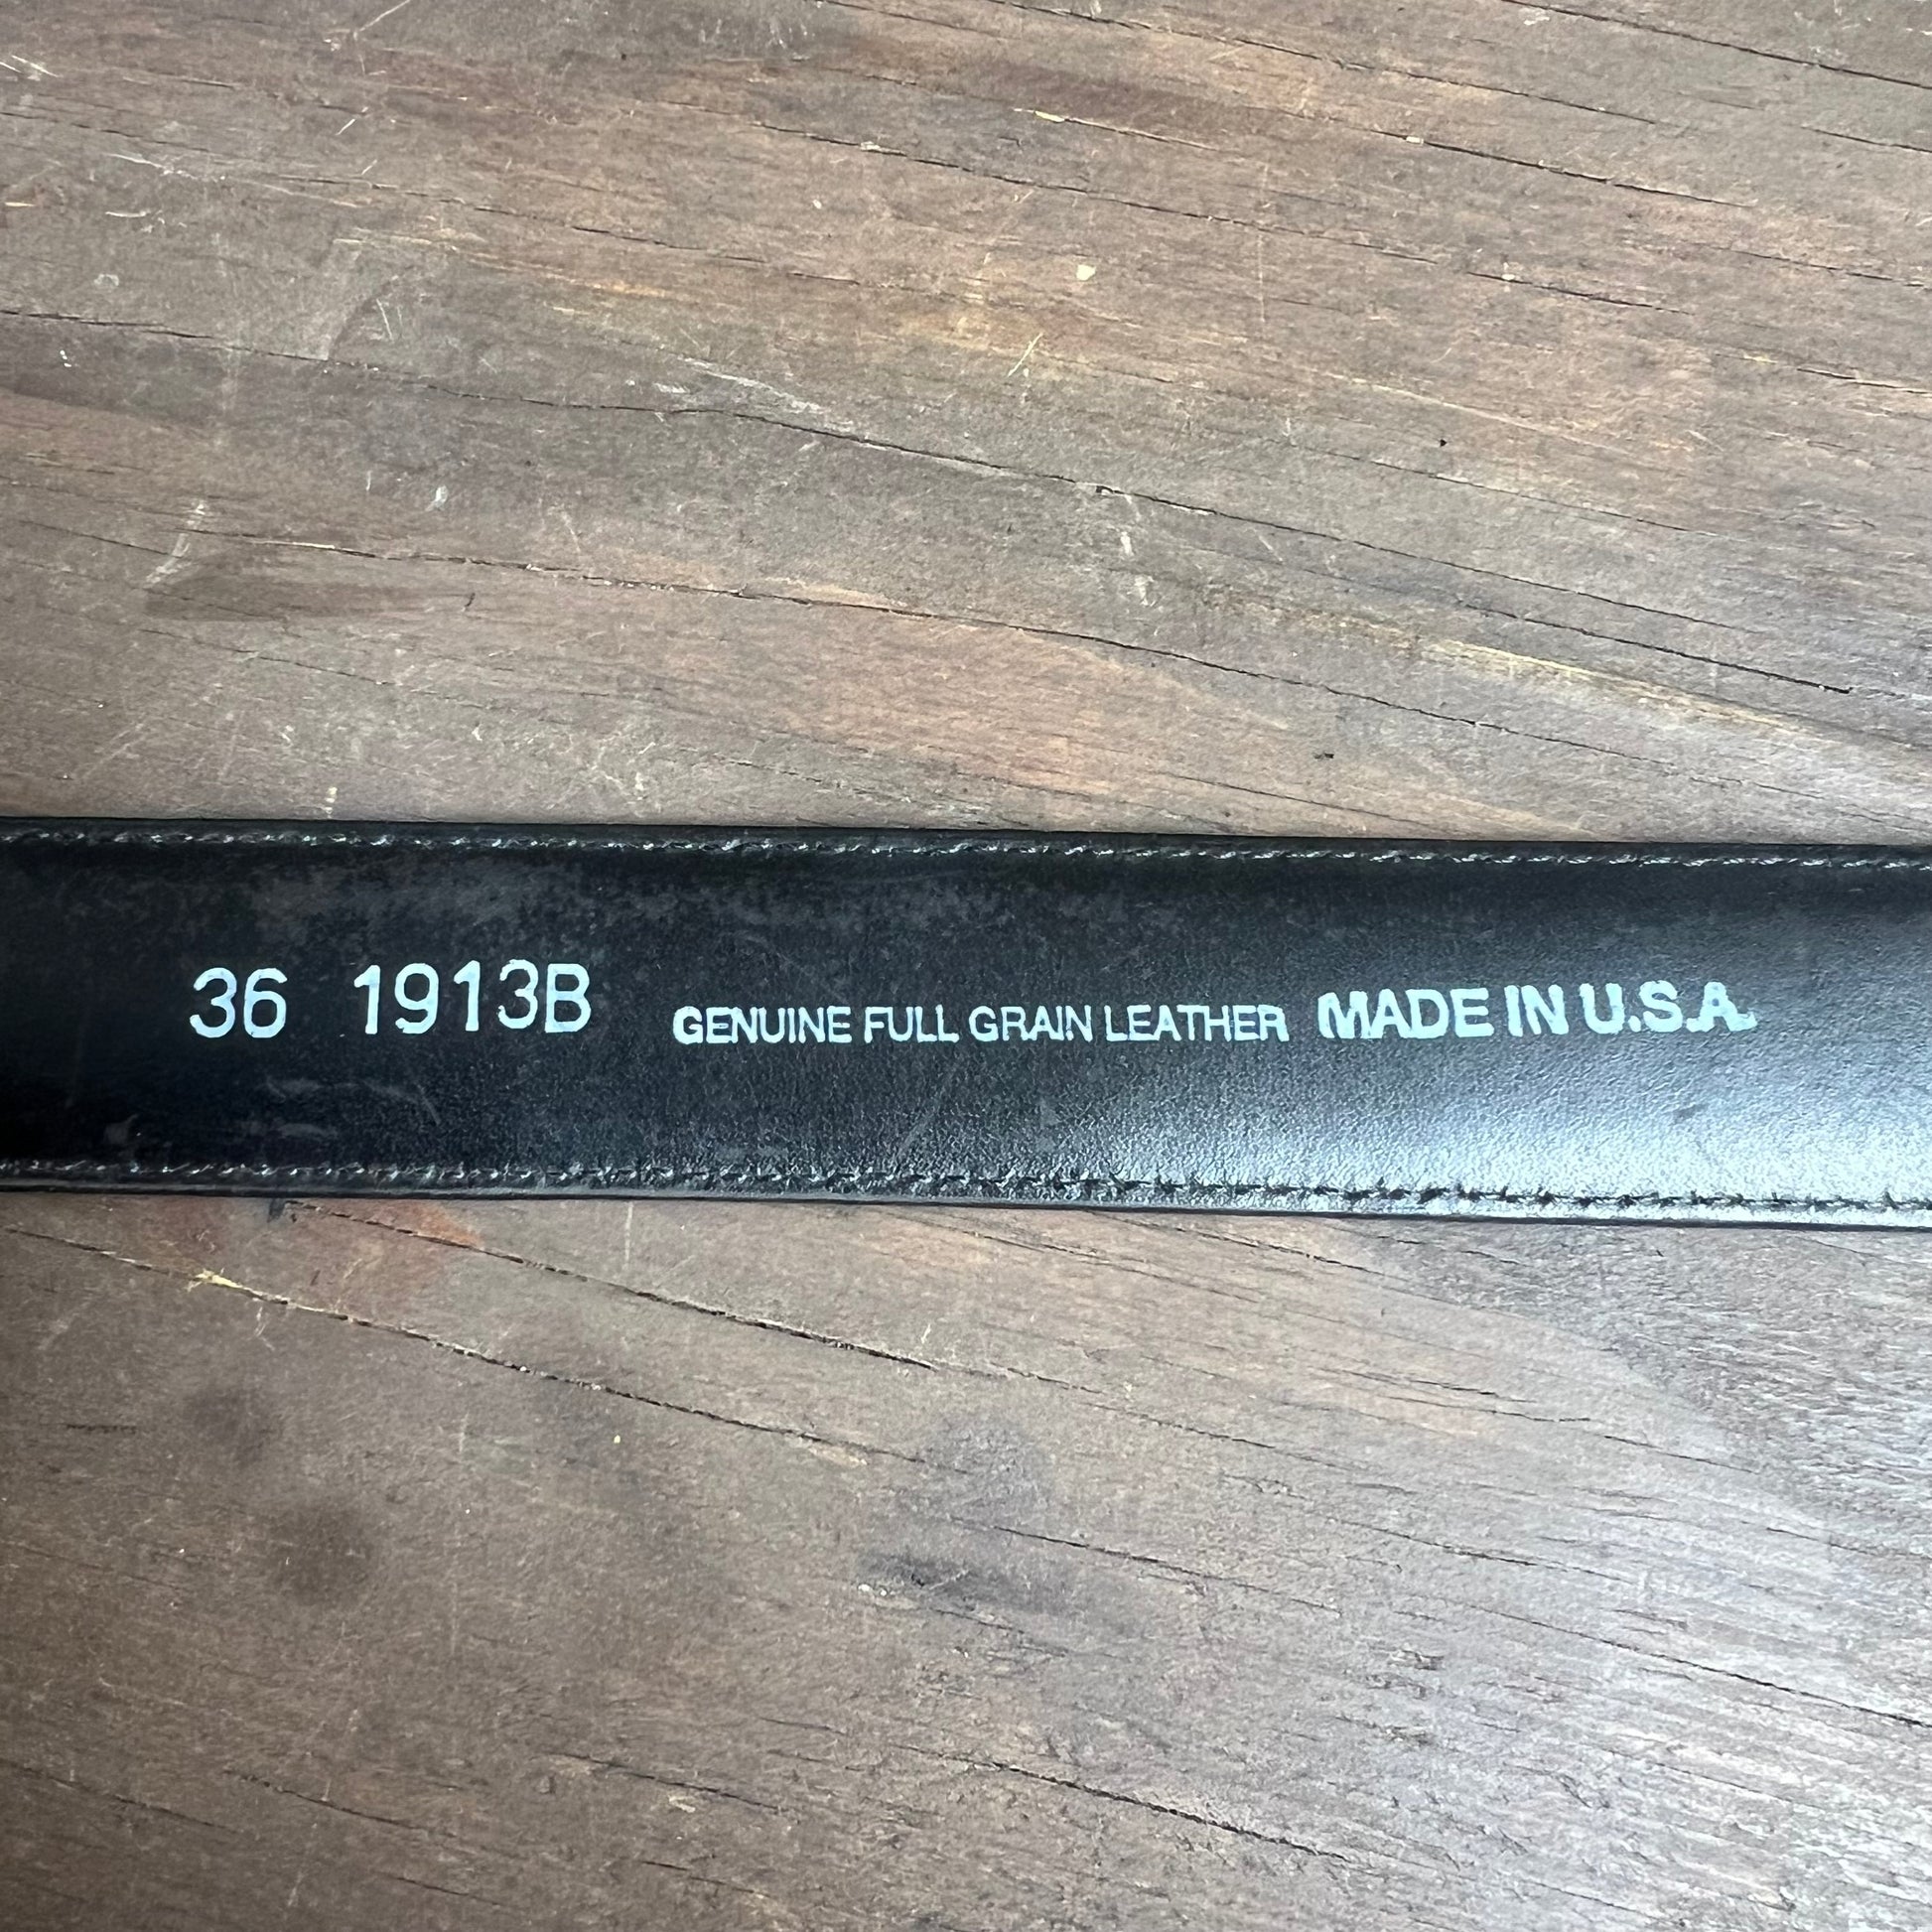 36 1913B GENUINE FULL GRAIN LEATHER MADE IN U.S.A.